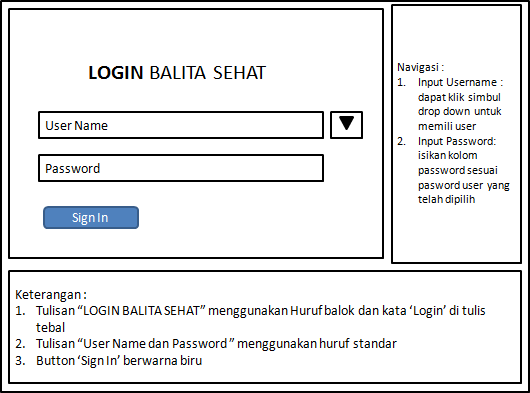 LOGIN BALITA SEHAT
User Name
Password
Sign In
Navigasi :
1. Input Username :
dapat klik simbul
drop down untuk
memili user
2. Input Password:
isikan kolom
password sesuai
pasword user yang
telah dipilih
Keterangan :
1. Tulisan “LOGIN BALITA SEHAT” menggunakan Huruf balok dan kata ‘Login’ di tulis
tebal
2. Tulisan “User Name dan Password ” menggunakan huruf standar
3. Button ‘Sign In’ berwarna biru